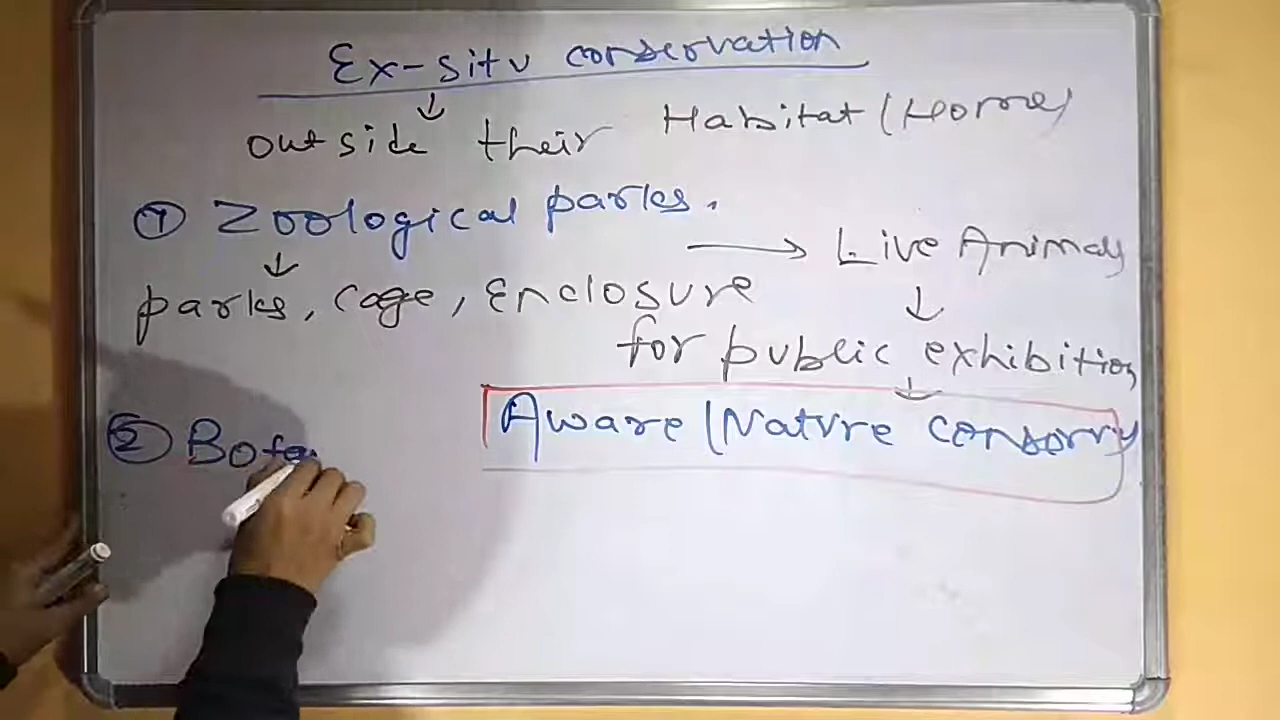 Ex-situ conservation
↓
outside their Habitat (Home)
① Zoological parks.
↓
parks, cage, Enclosure → Live Animals
↓
for public exhibition
↓
Aware (Nature
② Bota